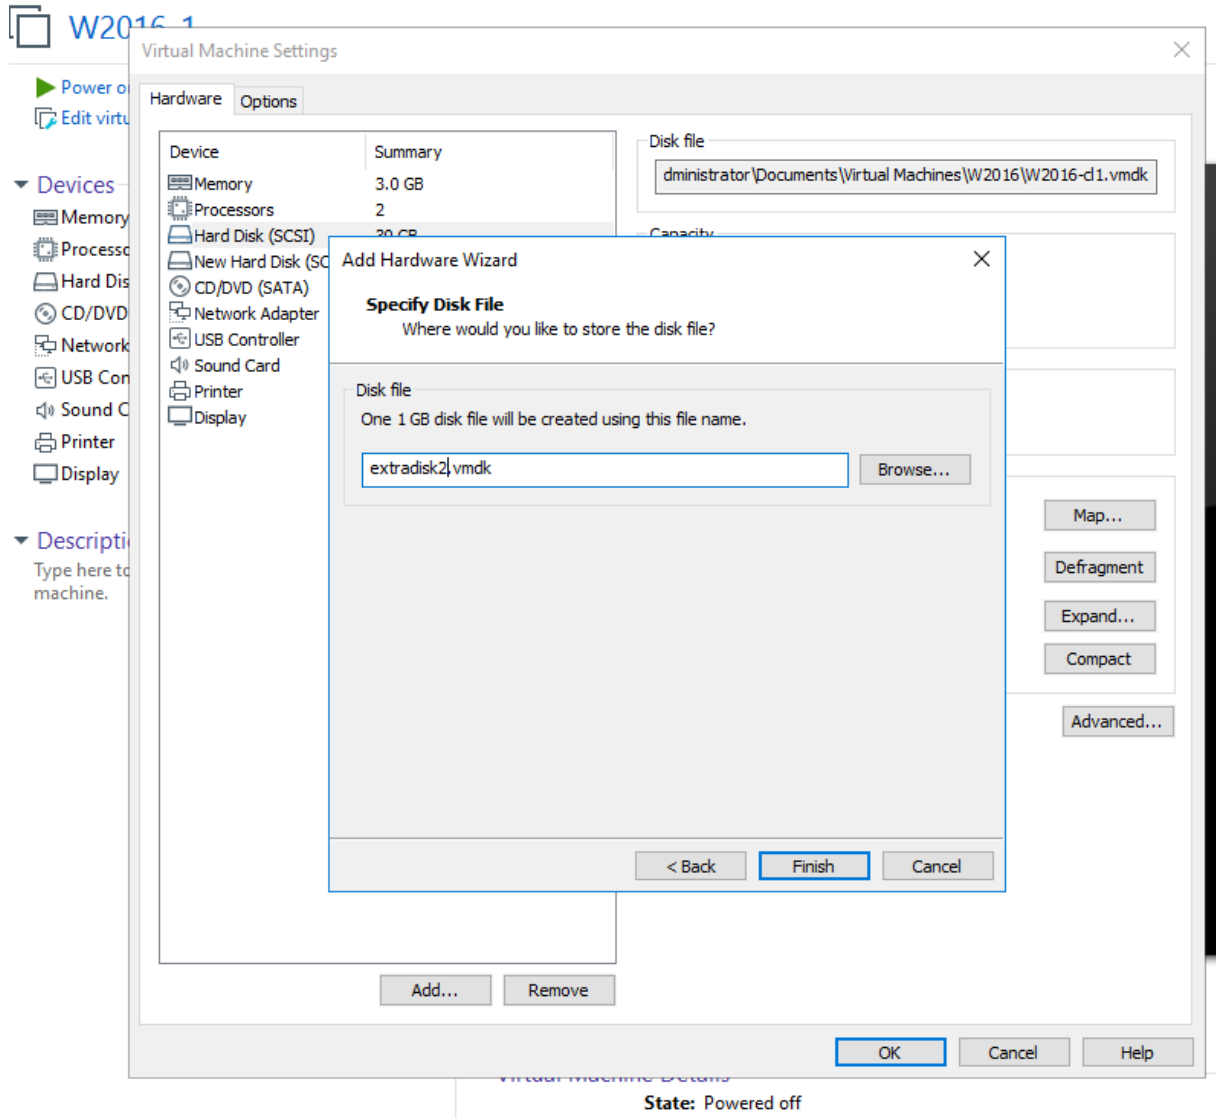 W2016_1
Virtual Machine Settings
Power on
Edit virtu
Hardware
Options
Devices
Memory
Processo
Hard Dis
CD/DVD
Network
USB Con
Sound C
Printer
Display
Descripti
Type here to
machine.
Device Summary
Memory 3.0 GB
Processors 2
Hard Disk (SCSI)
New Hard Disk (SC
CD/DVD (SATA)
Network Adapter
USB Controller
Sound Card
Printer
Display
Disk file
dministrator\Documents\Virtual Machines\W2016\W2016-cl1.vmdk
Capacity
Add Hardware Wizard
Specify Disk File
Where would you like to store the disk file?
Disk file
One 1 GB disk file will be created using this file name.
extradisk2.vmdk
Browse...
< Back
Finish
Cancel
Map...
Defragment
Expand...
Compact
Advanced...
Add...
Remove
OK
Cancel
Help
Virtual Machine Details
State: Powered off